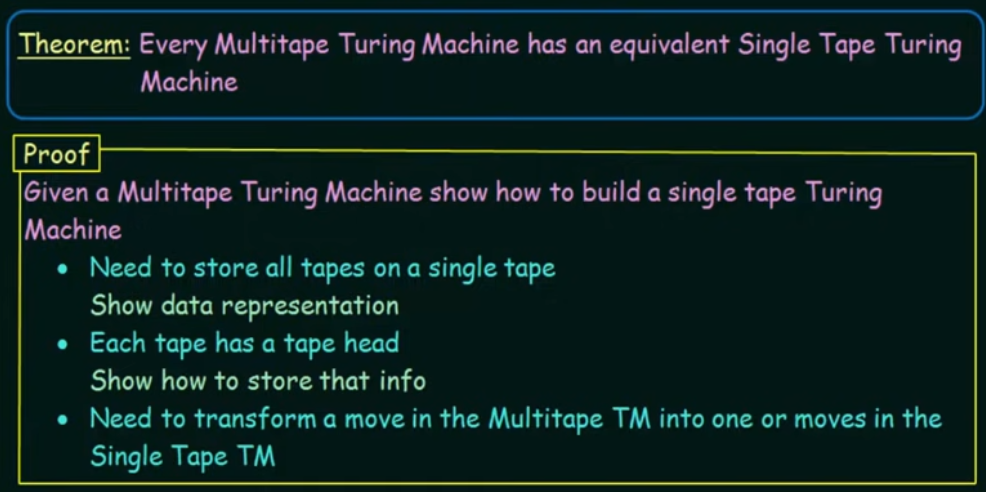 Theorem: Every Multitape Turing Machine has an equivalent Single Tape Turing
Machine
Proof
Given a Multitape Turing Machine show how to build a single tape Turing
Machine
• Need to store all tapes on a single tape
Show data representation
• Each tape has a tape head
Show how to store that info
• Need to transform a move in the Multitape TM into one or moves in the
Single Tape TM